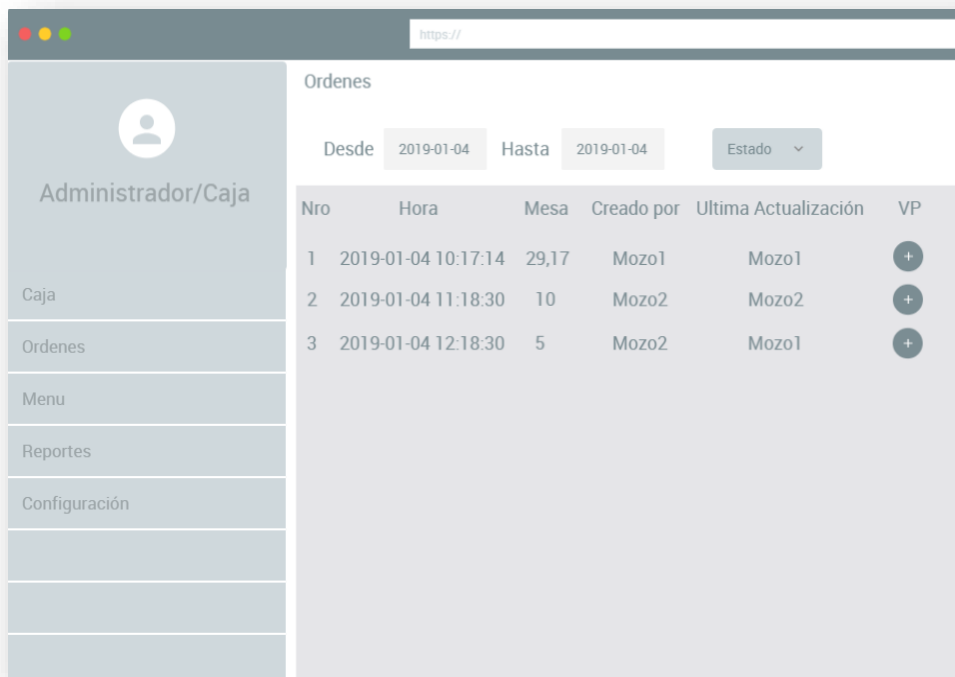 https://
Administrador/Caja
Caja
Ordenes
Menu
Reportes
Configuración
Ordenes
Desde 2019-01-04 Hasta 2019-01-04 Estado
Nro Hora Mesa Creado por Ultima Actualización VP
1 2019-01-04 10:17:14 29,17 Mozo1 Mozo1 +
2 2019-01-04 11:18:30 10 Mozo2 Mozo2 +
3 2019-01-04 12:18:30 5 Mozo2 Mozo1 +